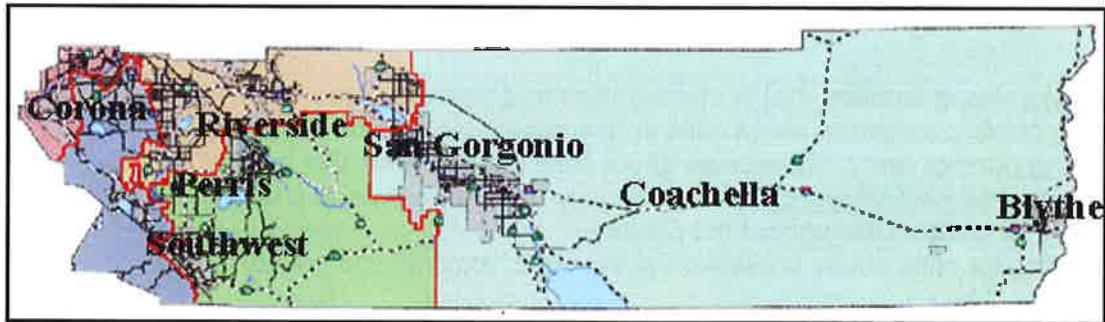 Corona
Riverside
San Gorgonio
Perris
Coachella
Blythe
Southwest